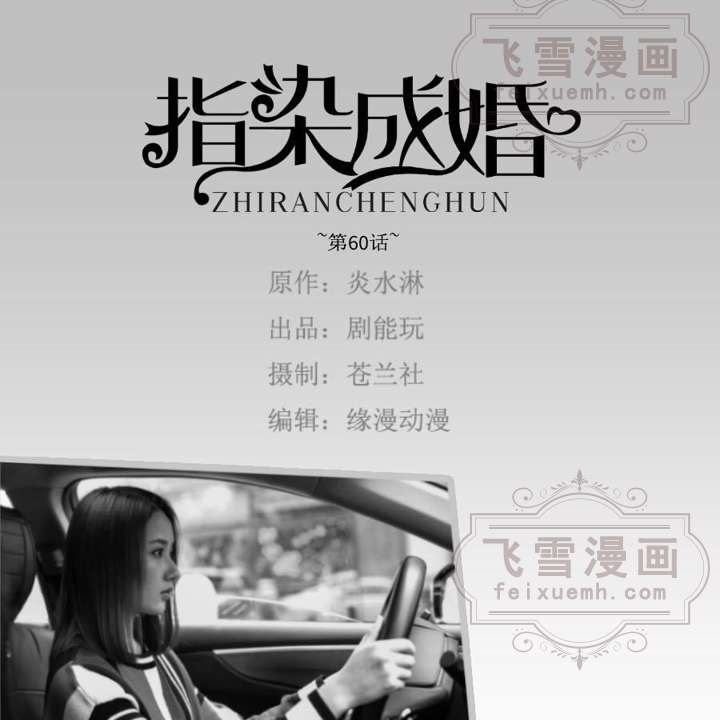 飞雪漫画
feixuemh.com
指染成婚
ZHIRANCHENGHUN
~第60话~
原作：炎水淋
出品：剧能玩
摄制：苍兰社
编辑：缘漫动漫
飞雪漫画
feixuemh.com